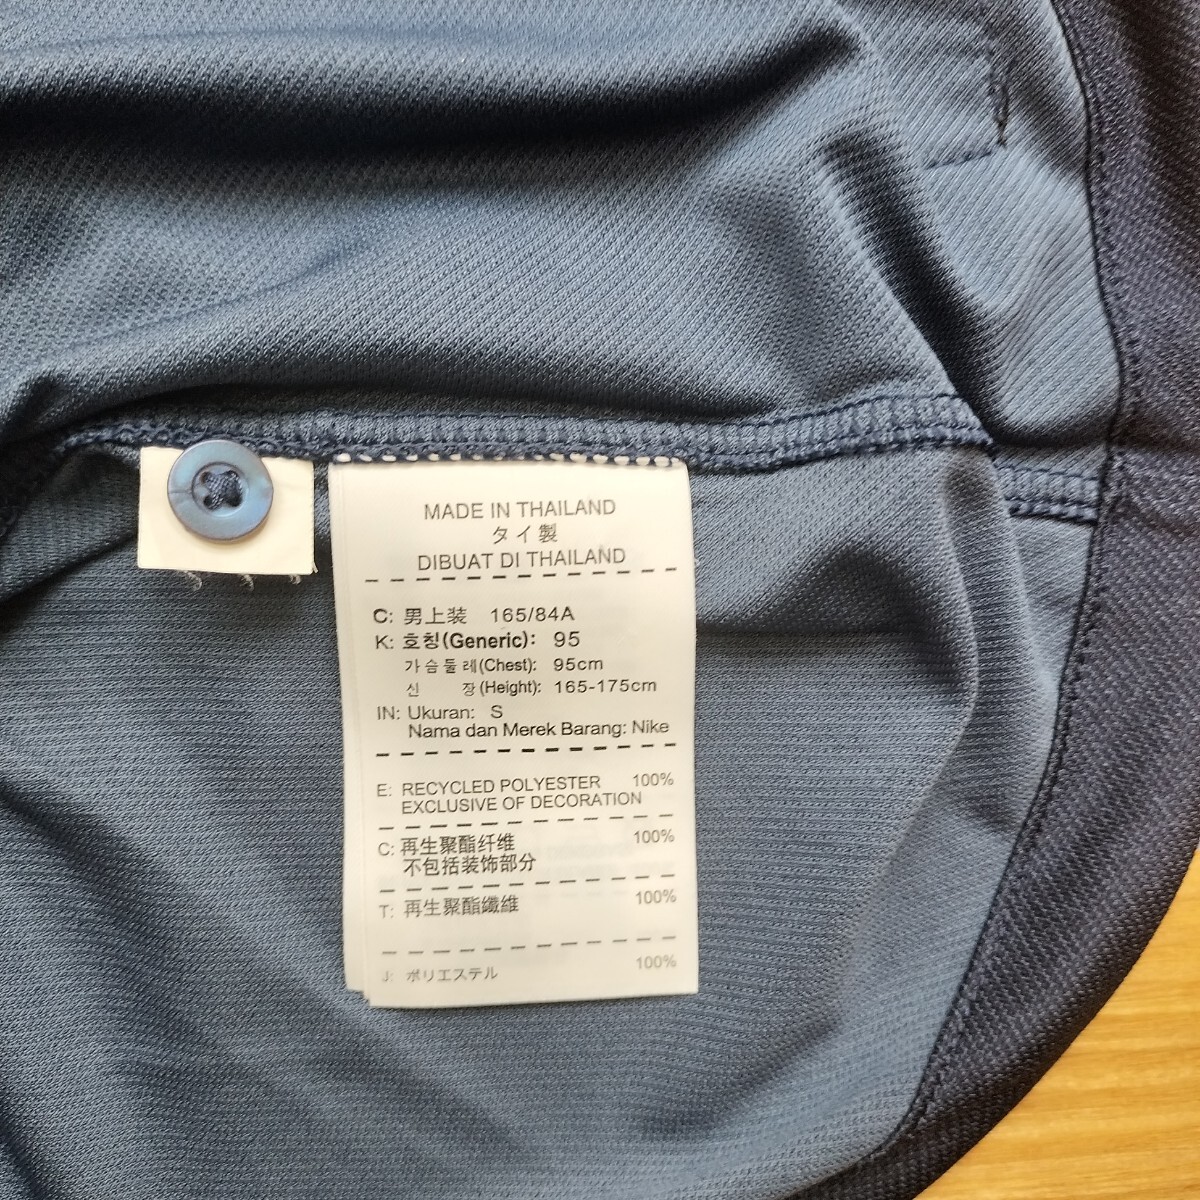 MADE IN THAILAND
タイ製
DIBUAT DI THAILAND
C: 男上装 165/84A
K: 호칭(Generic): 95
가슴둘레(Chest): 95cm
신 장(Height): 165-175cm
IN: Ukuran: S
Nama dan Merek Barang: Nike
E: RECYCLED POLYESTER 100%
EXCLUSIVE OF DECORATION
C: 再生聚酯纤维 100%
不包括装饰部分
T: 再生聚酯纖維 100%
J: ポリエステル 100%